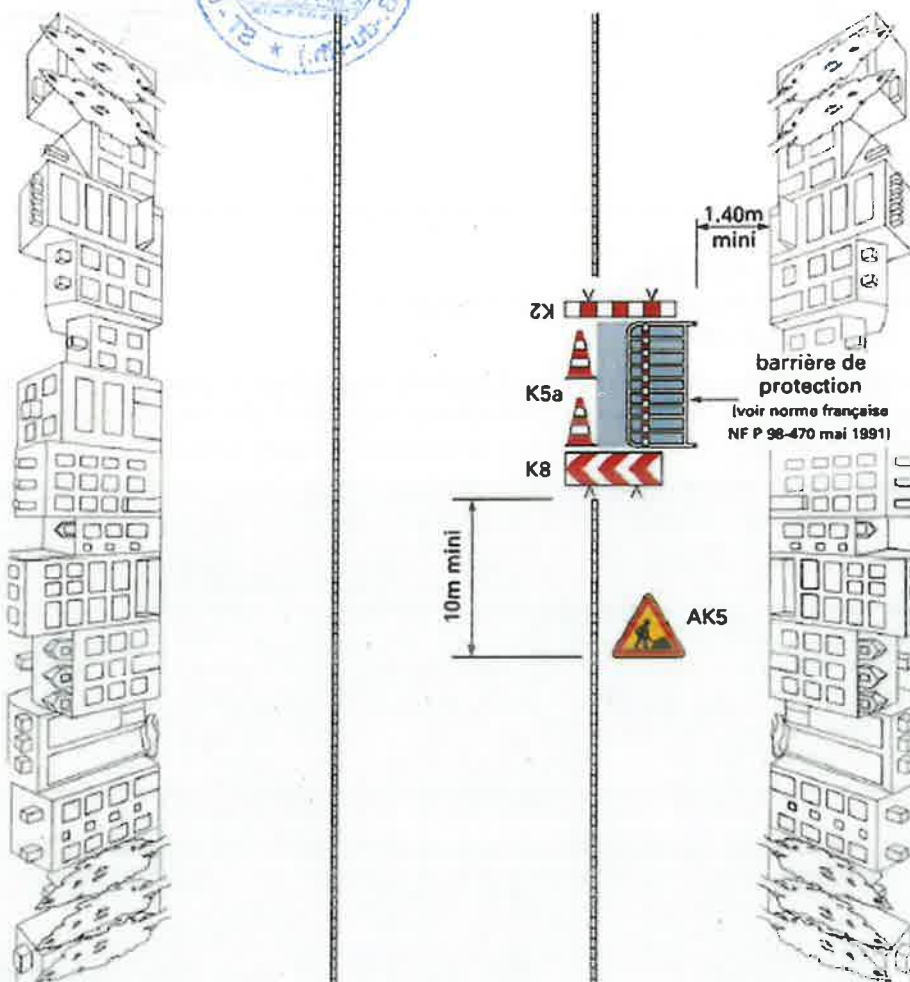 1.40m
mini
K2
K5a
barrière de
protection
(voir norme française
NF P 98-470 mai 1991)
K8
10m mini
AK5